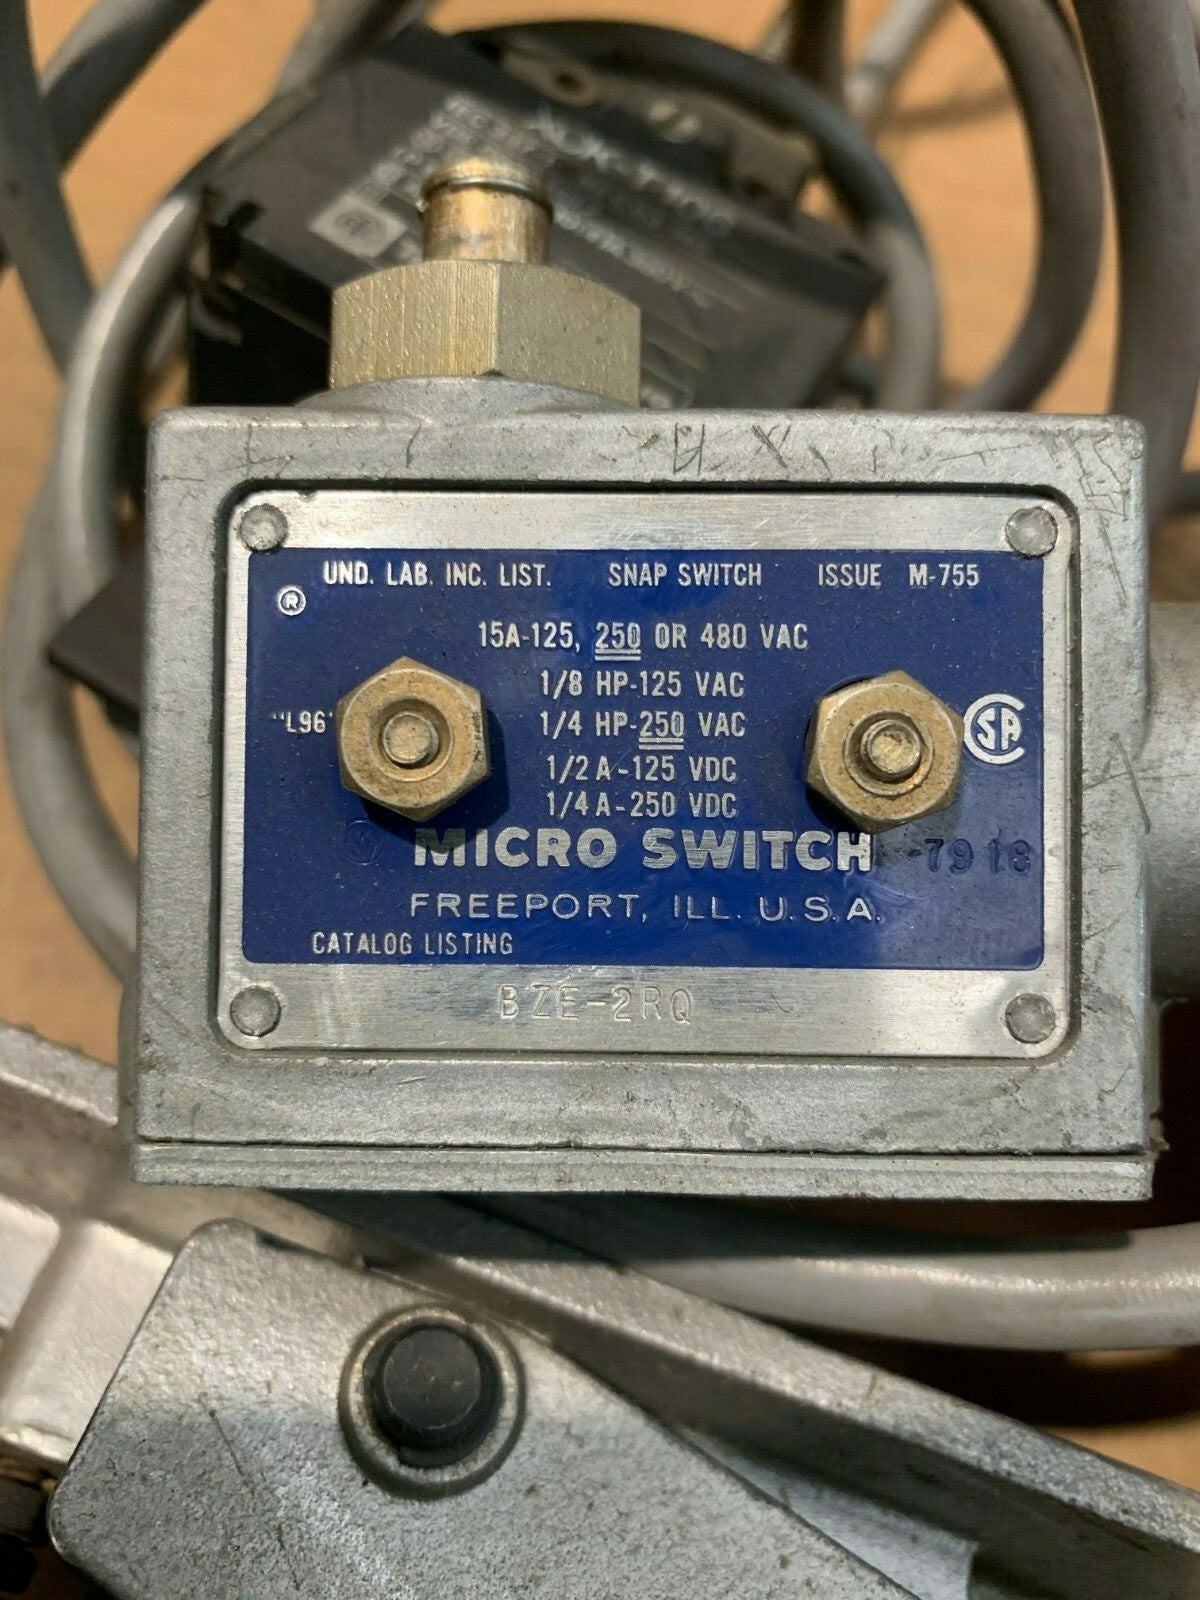 XCK-T106
UND. LAB. INC. LIST. SNAP SWITCH ISSUE M-755
®
15A-125, 250 OR 480 VAC
1/8 HP-125 VAC
"L96" 1/4 HP-250 VAC
1/2 A-125 VDC
1/4 A-250 VDC
MICRO SWITCH 7918
FREEPORT, ILL. U.S.A.
CATALOG LISTING
BZE-2RQ